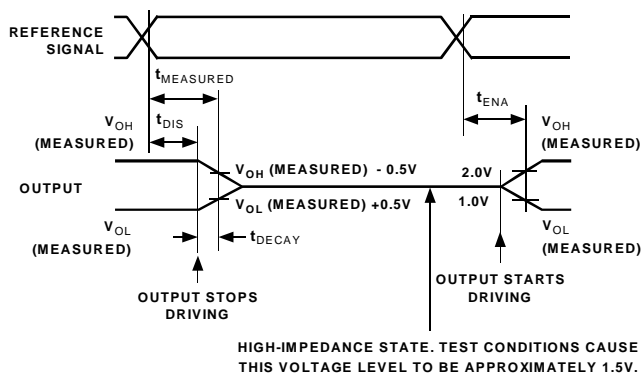 REFERENCE
SIGNAL
tMEASURED
tDIS
tENA
VOH
(MEASURED)
VOH
(MEASURED)
VOH (MEASURED) - 0.5V
2.0V
OUTPUT
VOL (MEASURED) +0.5V
1.0V
VOL
(MEASURED)
tDECAY
VOL
(MEASURED)
OUTPUT STOPS
DRIVING
OUTPUT STARTS
DRIVING
HIGH-IMPEDANCE STATE. TEST CONDITIONS CAUSE
THIS VOLTAGE LEVEL TO BE APPROXIMATELY 1.5V.